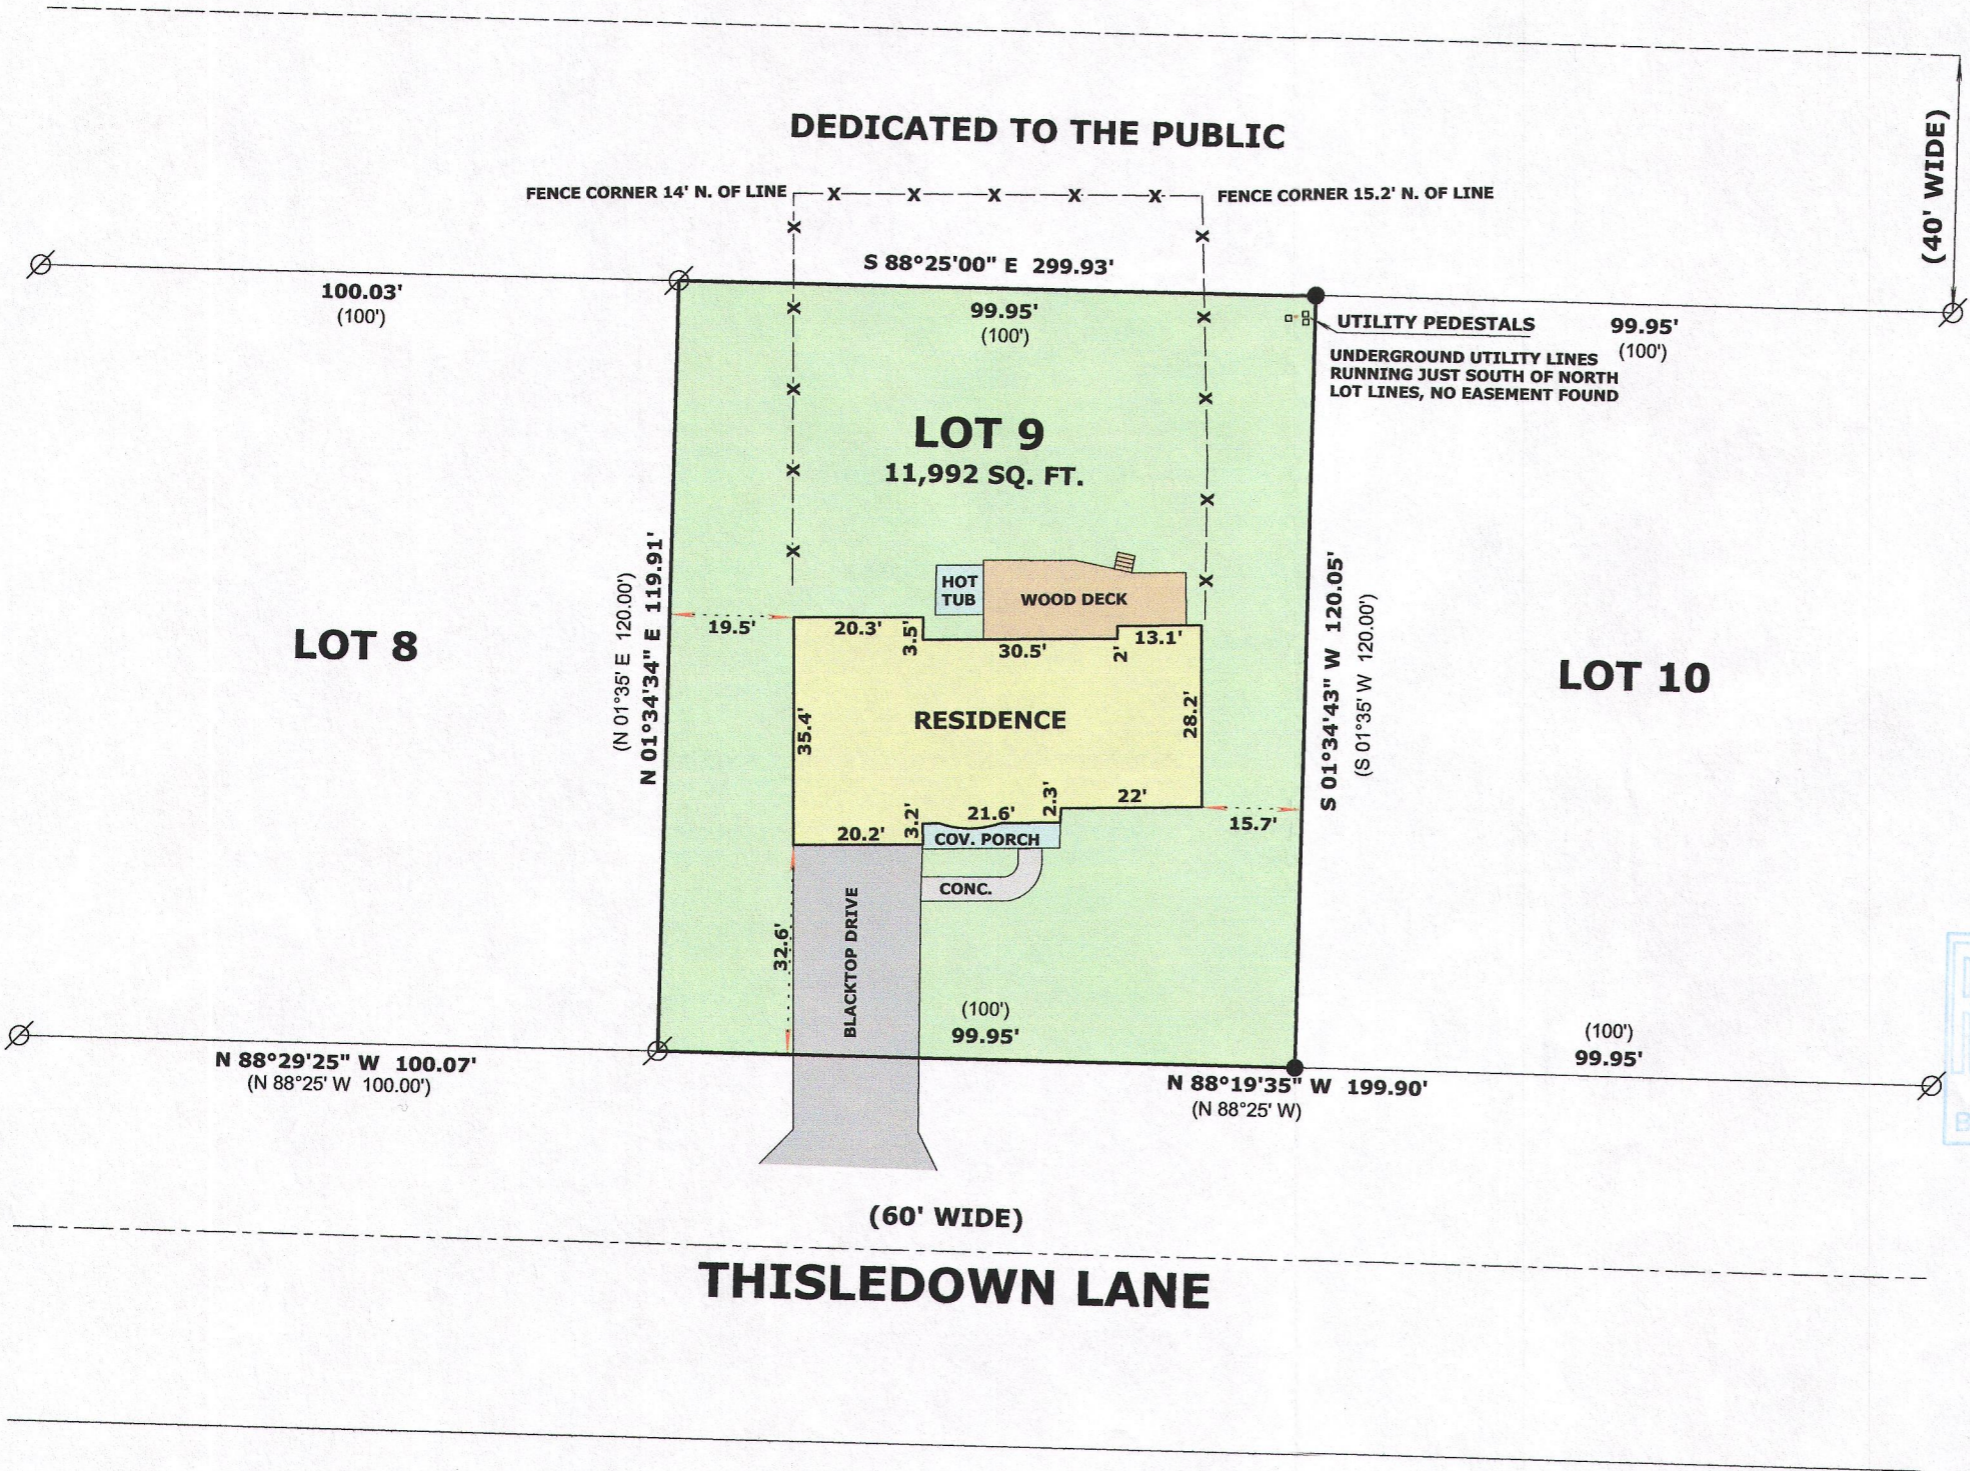 DEDICATED TO THE PUBLIC
(40' WIDE)
FENCE CORNER 14' N. OF LINE
X X X X X
FENCE CORNER 15.2' N. OF LINE
X
X
S 88°25'00" E 299.93'
100.03'
(100')
X
99.95'
(100')
X
UTILITY PEDESTALS
99.95'
(100')
UNDERGROUND UTILITY LINES
RUNNING JUST SOUTH OF NORTH
LOT LINES, NO EASEMENT FOUND
X
X
LOT 9
11,992 SQ. FT.
X
X
X
X
HOT
TUB
WOOD DECK
N 01°34'34" E 119.91'
(N 01°35' E 120.00')
S 01°34'43" W 120.05'
(S 01°35' W 120.00')
LOT 8
19.5'
20.3'
3.5'
30.5'
2'
13.1'
LOT 10
35.4'
RESIDENCE
28.2'
20.2'
3.2'
21.6'
2.3'
22'
15.7'
COV. PORCH
CONC.
32.6'
BLACKTOP DRIVE
(100')
99.95'
(100')
99.95'
N 88°29'25" W 100.07'
(N 88°25' W 100.00')
N 88°19'35" W 199.90'
(N 88°25' W)
(60' WIDE)
THISLEDOWN LANE